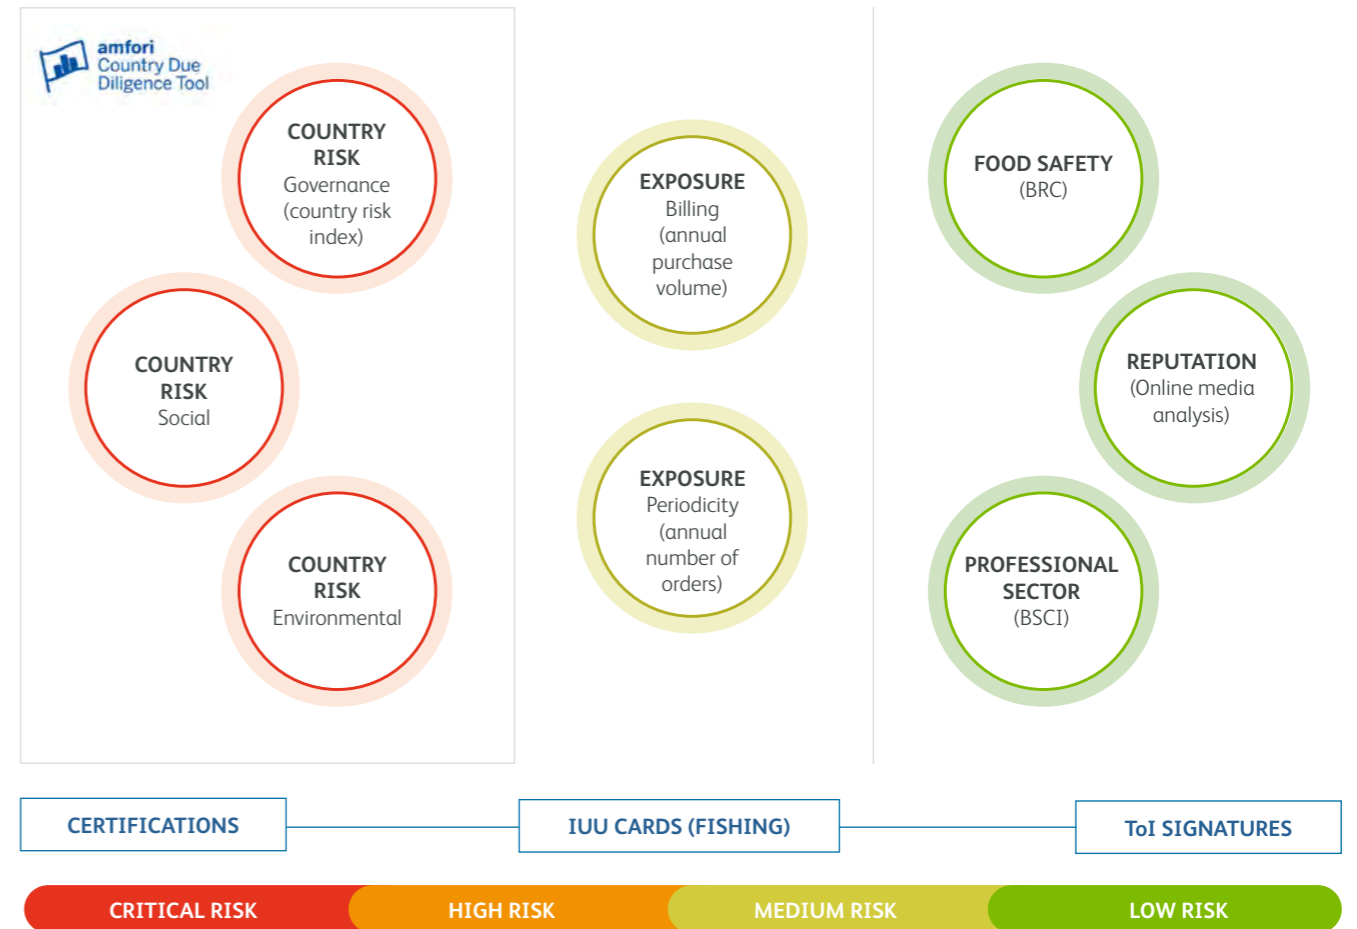 amfori
Country Due
Diligence Tool
COUNTRY
RISK
Governance
(country risk
index)
COUNTRY
RISK
Social
COUNTRY
RISK
Environmental
EXPOSURE
Billing
(annual
purchase
volume)
EXPOSURE
Periodicity
(annual
number of
orders)
FOOD SAFETY
(BRC)
REPUTATION
(Online media
analysis)
PROFESSIONAL
SECTOR
(BSCI)
CERTIFICATIONS
IUU CARDS (FISHING)
ToI SIGNATURES
CRITICAL RISK
HIGH RISK
MEDIUM RISK
LOW RISK